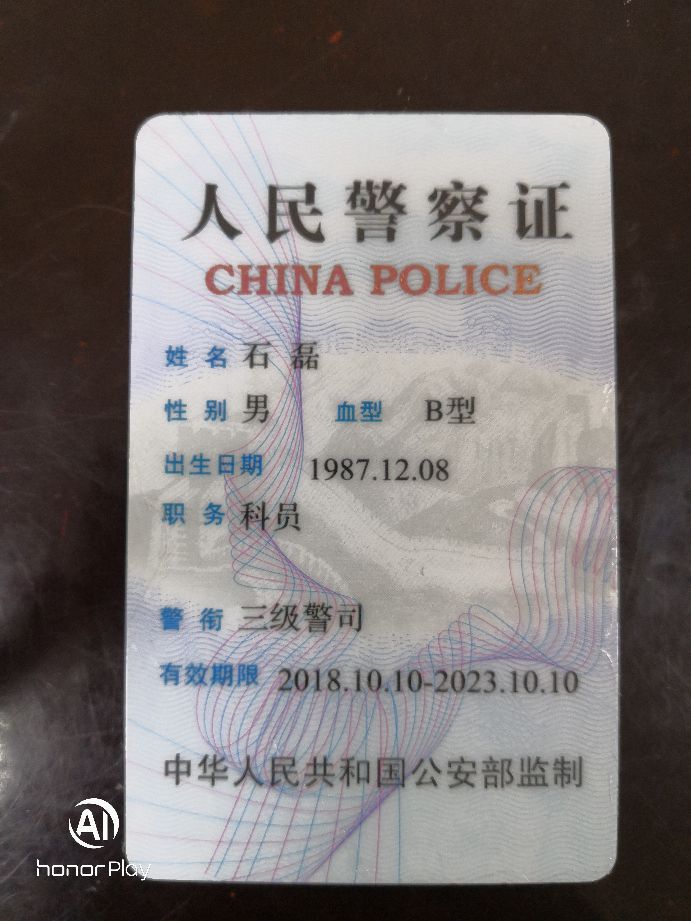 人民警察证
CHINA POLICE
姓 名 石 磊
性 别 男 血型 B型
出生日期 1987.12.08
职 务 科员
警 衔 三级警司
有效期限 2018.10.10-2023.10.10
中华人民共和国公安部监制
AI
honor Play